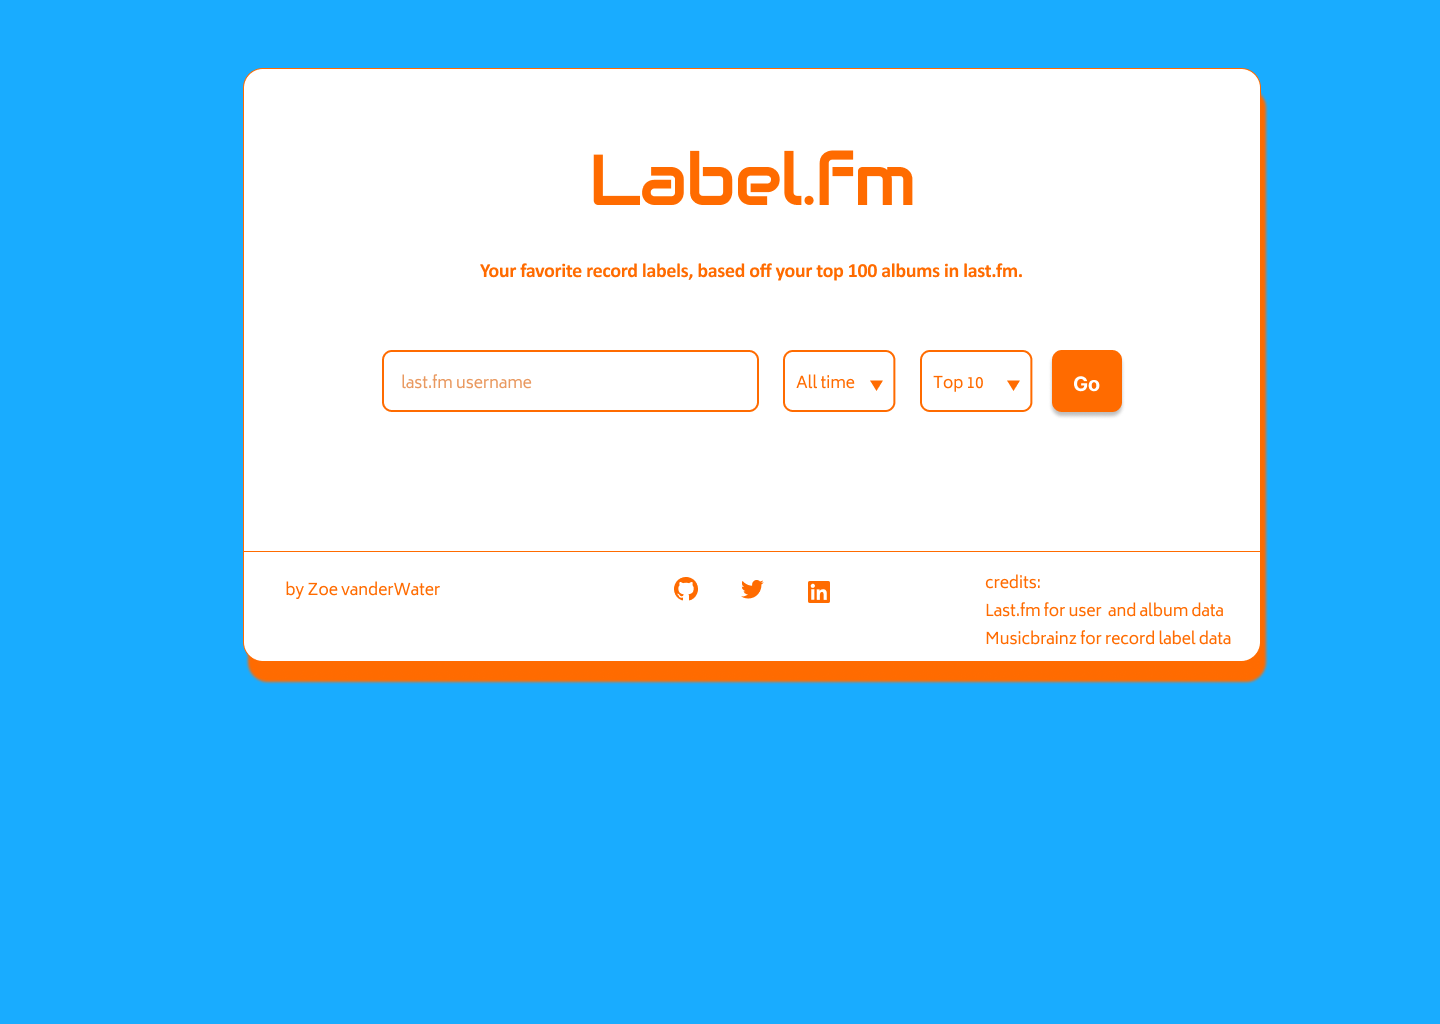 Label.fm
Your favorite record labels, based off your top 100 albums in last.fm.
last.fm username
All time
Top 10
Go
by Zoe vanderWater
in
credits:
Last.fm for user and album data
Musicbrainz for record label data